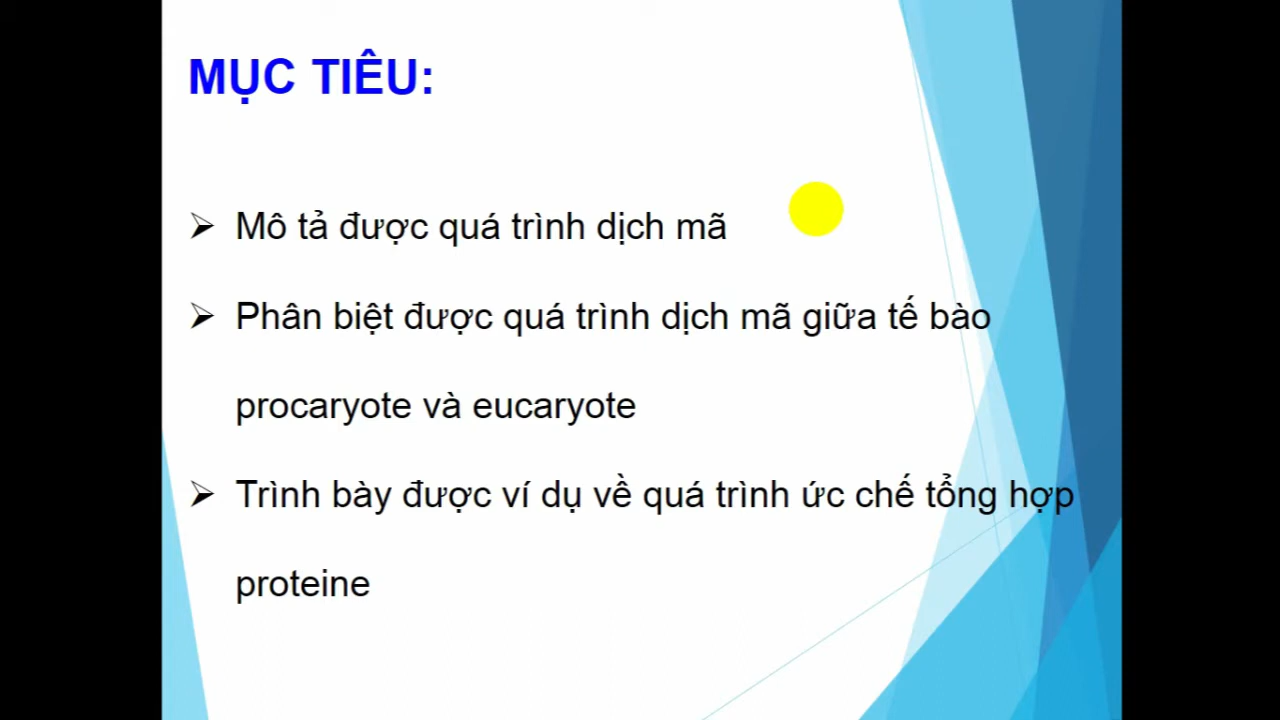 MỤC TIÊU:
Mô tả được quá trình dịch mã
Phân biệt được quá trình dịch mã giữa tế bào
procaryote và eucaryote
Trình bày được ví dụ về quá trình ức chế tổng hợp
proteine